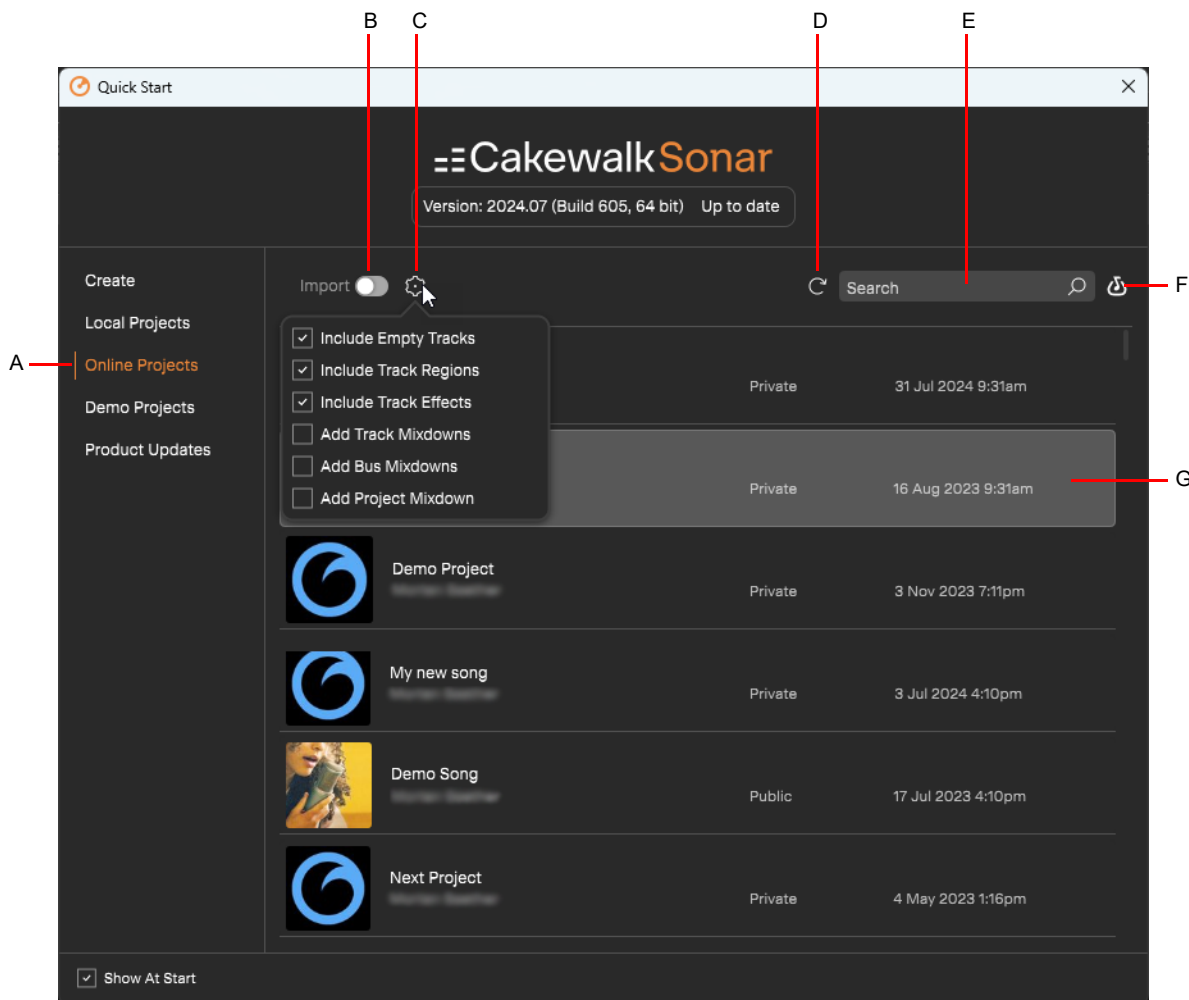 B C D E
Quick Start
Cakewalk Sonar
Version: 2024.07 (Build 605, 64 bit) Up to date
Create
Local Projects
A
Online Projects
Demo Projects
Product Updates
Import
Search
F
Include Empty Tracks
Include Track Regions
Include Track Effects
Add Track Mixdowns
Add Bus Mixdowns
Add Project Mixdown
Private 31 Jul 2024 9:31am
Private 16 Aug 2023 9:31am
G
Demo Project
Private 3 Nov 2023 7:11pm
My new song
Private 3 Jul 2024 4:10pm
Demo Song
Public 17 Jul 2023 4:10pm
Next Project
Private 4 May 2023 1:16pm
Show At Start